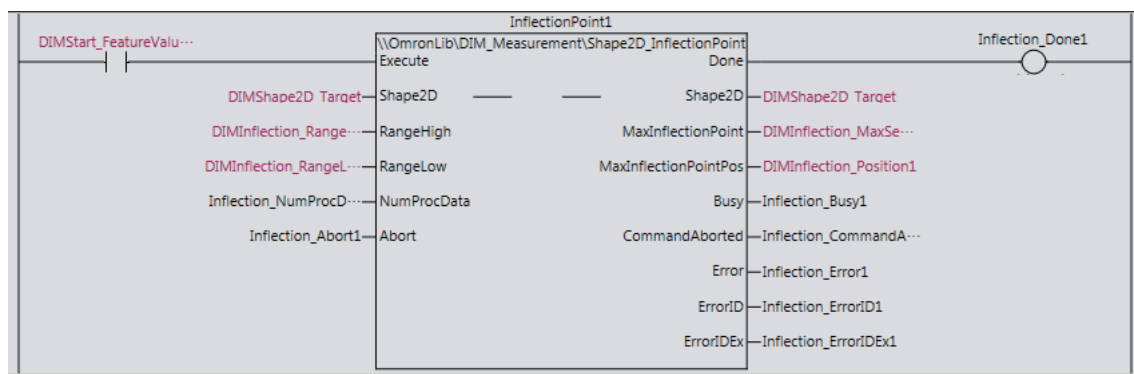 InflectionPoint1
DIMStart_FeatureValu···
\\OmronLib\DIM_Measurement\Shape2D_InflectionPoint
Inflection_Done1
Execute Done
DIMShape2D_Target Shape2D Shape2D DIMShape2D_Target
DIMInflection_Range··· RangeHigh MaxInflectionPoint DIMInflection_MaxSe···
DIMInflection_RangeL··· RangeLow MaxInflectionPointPos DIMInflection_Position1
Inflection_NumProcD··· NumProcData Busy Inflection_Busy1
Inflection_Abort1 Abort CommandAborted Inflection_CommandA···
Error Inflection_Error1
ErrorID Inflection_ErrorID1
ErrorIDEx Inflection_ErrorIDEx1